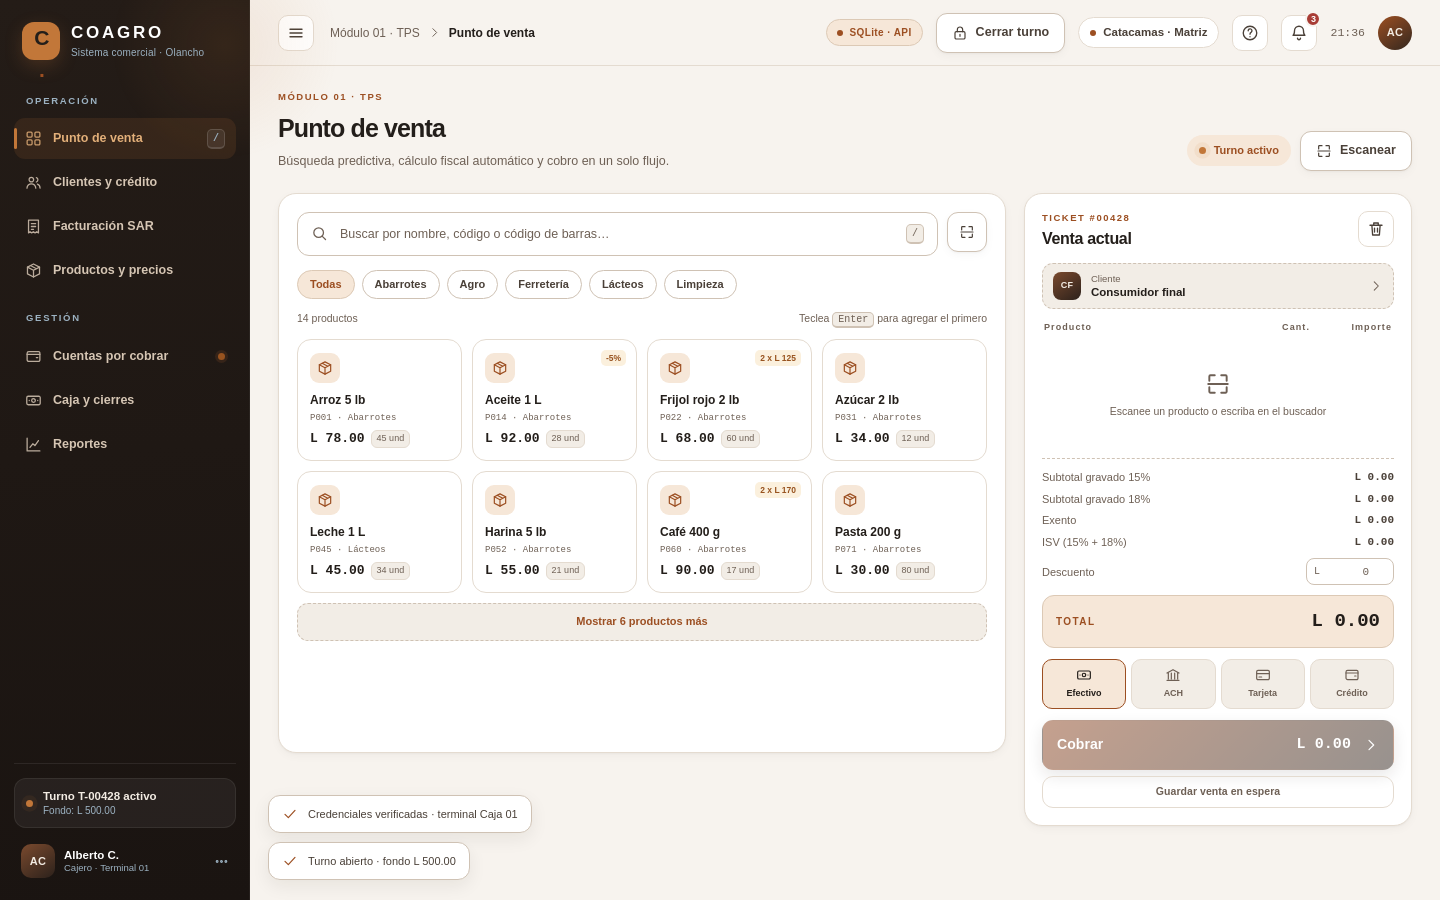 C
COAGRO
Sistema comercial · Olancho
OPERACIÓN
Punto de venta
/
Clientes y crédito
Facturación SAR
Productos y precios
GESTIÓN
Cuentas por cobrar
Caja y cierres
Reportes
Turno T-00428 activo
Fondo: L 500.00
AC
Alberto C.
Cajero · Terminal 01
Módulo 01 · TPS
Punto de venta
SQLite · API
Cerrar turno
Catacamas · Matriz
3
21:36
AC
MÓDULO 01 · TPS
Punto de venta
Búsqueda predictiva, cálculo fiscal automático y cobro en un solo flujo.
Turno activo
Escanear
Buscar por nombre, código o código de barras…
/
Todas
Abarrotes
Agro
Ferretería
Lácteos
Limpieza
14 productos
Teclea Enter para agregar el primero
Arroz 5 lb
P001 · Abarrotes
L 78.00 45 und
-5%
Aceite 1 L
P014 · Abarrotes
L 92.00 28 und
2 x L 125
Frijol rojo 2 lb
P022 · Abarrotes
L 68.00 60 und
Azúcar 2 lb
P031 · Abarrotes
L 34.00 12 und
Leche 1 L
P045 · Lácteos
L 45.00 34 und
Harina 5 lb
P052 · Abarrotes
L 55.00 21 und
2 x L 170
Café 400 g
P060 · Abarrotes
L 90.00 17 und
Pasta 200 g
P071 · Abarrotes
L 30.00 80 und
Mostrar 6 productos más
Credenciales verificadas · terminal Caja 01
Turno abierto · fondo L 500.00
TICKET #00428
Venta actual
CF
Cliente
Consumidor final
Producto Cant. Importe
Escanee un producto o escriba en el buscador
Subtotal gravado 15% L 0.00
Subtotal gravado 18% L 0.00
Exento L 0.00
ISV (15% + 18%) L 0.00
Descuento L 0
TOTAL L 0.00
Efectivo
ACH
Tarjeta
Crédito
Cobrar L 0.00
Guardar venta en espera